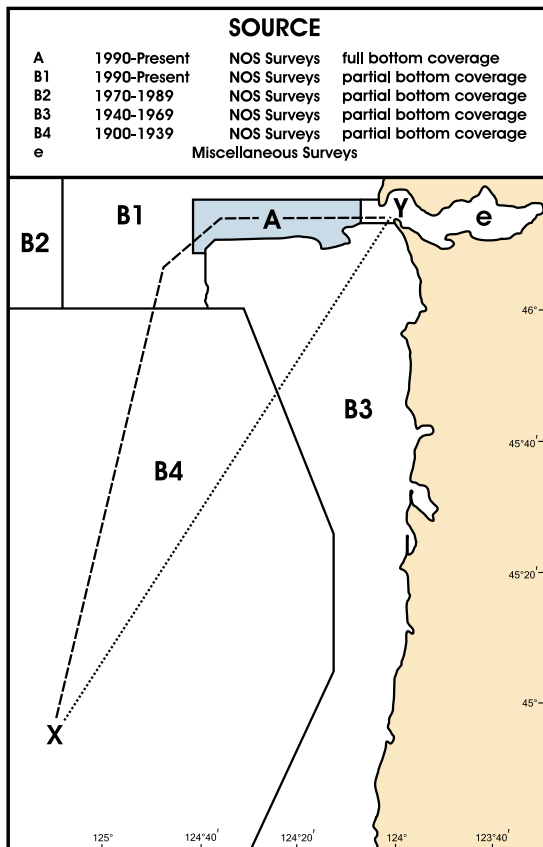 SOURCE
A 1990-Present NOS Surveys full bottom coverage
B1 1990-Present NOS Surveys partial bottom coverage
B2 1970-1989 NOS Surveys partial bottom coverage
B3 1940-1969 NOS Surveys partial bottom coverage
B4 1900-1939 NOS Surveys partial bottom coverage
e Miscellaneous Surveys
B2
B1
A
Y
e
46°
B3
45°40′
B4
45°20′
45°
X
125° 124°40′ 124°20′ 124° 123°40′